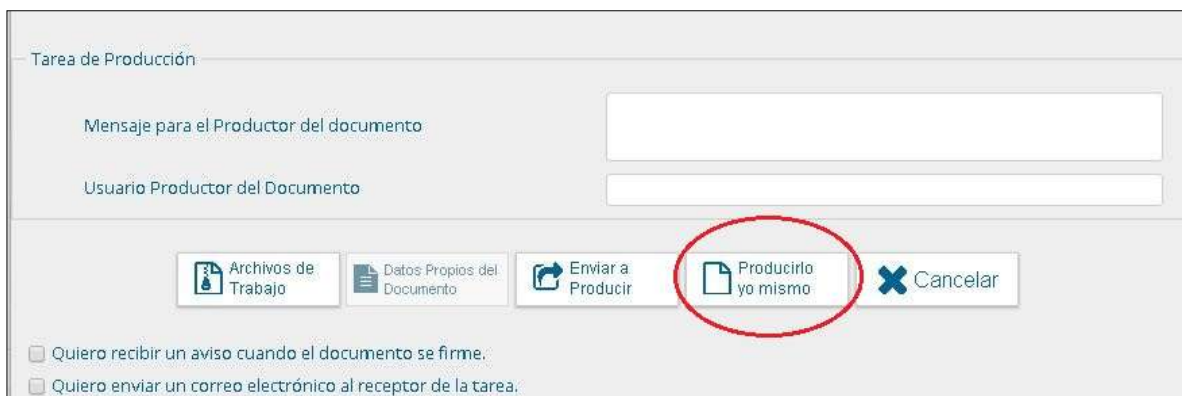 Tarea de Producción
Mensaje para el Productor del documento
Usuario Productor del Documento
Archivos de
Trabajo
Datos Propios del
Documento
Enviar a
Producir
Producirlo
yo mismo
Cancelar
Quiero recibir un aviso cuando el documento se firme.
Quiero enviar un correo electrónico al receptor de la tarea.